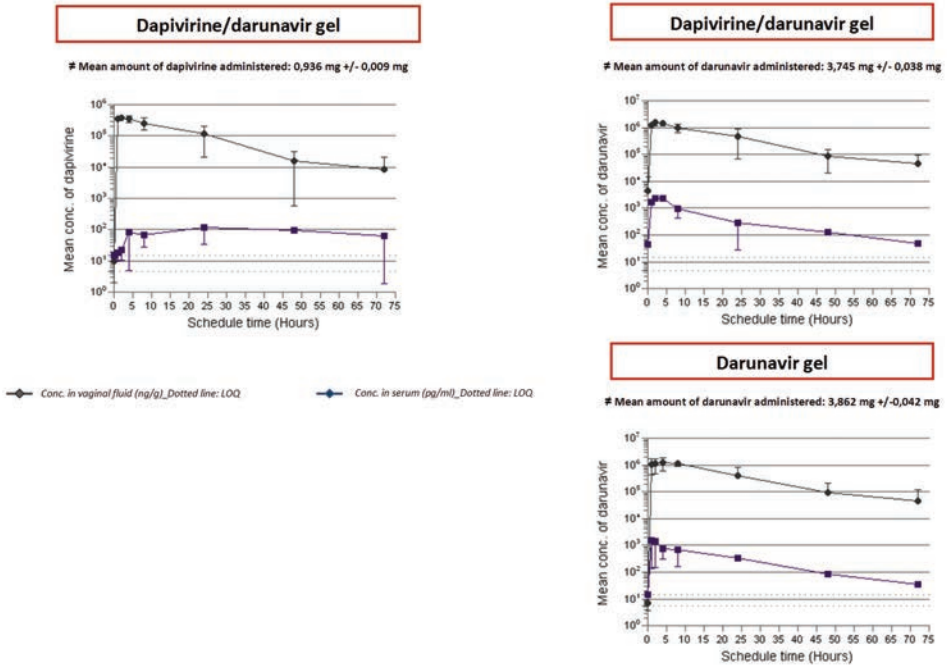 Dapivirine/darunavir gel
≠ Mean amount of dapivirine administered: 0,936 mg +/- 0,009 mg
Mean conc. of dapivirine
10⁶
10⁵
10⁴
10³
10²
10¹
10⁰
0 5 10 15 20 25 30 35 40 45 50 55 60 65 70 75
Schedule time (Hours)
Dapivirine/darunavir gel
≠ Mean amount of darunavir administered: 3,745 mg +/- 0,038 mg
Mean conc. of darunavir
10⁷
10⁶
10⁵
10⁴
10³
10²
10¹
10⁰
0 5 10 15 20 25 30 35 40 45 50 55 60 65 70 75
Schedule time (Hours)
Conc. in vaginal fluid (ng/g)_Dotted line: LOQ
Conc. in serum (pg/ml)_Dotted line: LOQ
Darunavir gel
≠ Mean amount of darunavir administered: 3,862 mg +/-0,042 mg
Mean conc. of darunavir
10⁷
10⁶
10⁵
10⁴
10³
10²
10¹
10⁰
0 5 10 15 20 25 30 35 40 45 50 55 60 65 70 75
Schedule time (Hours)